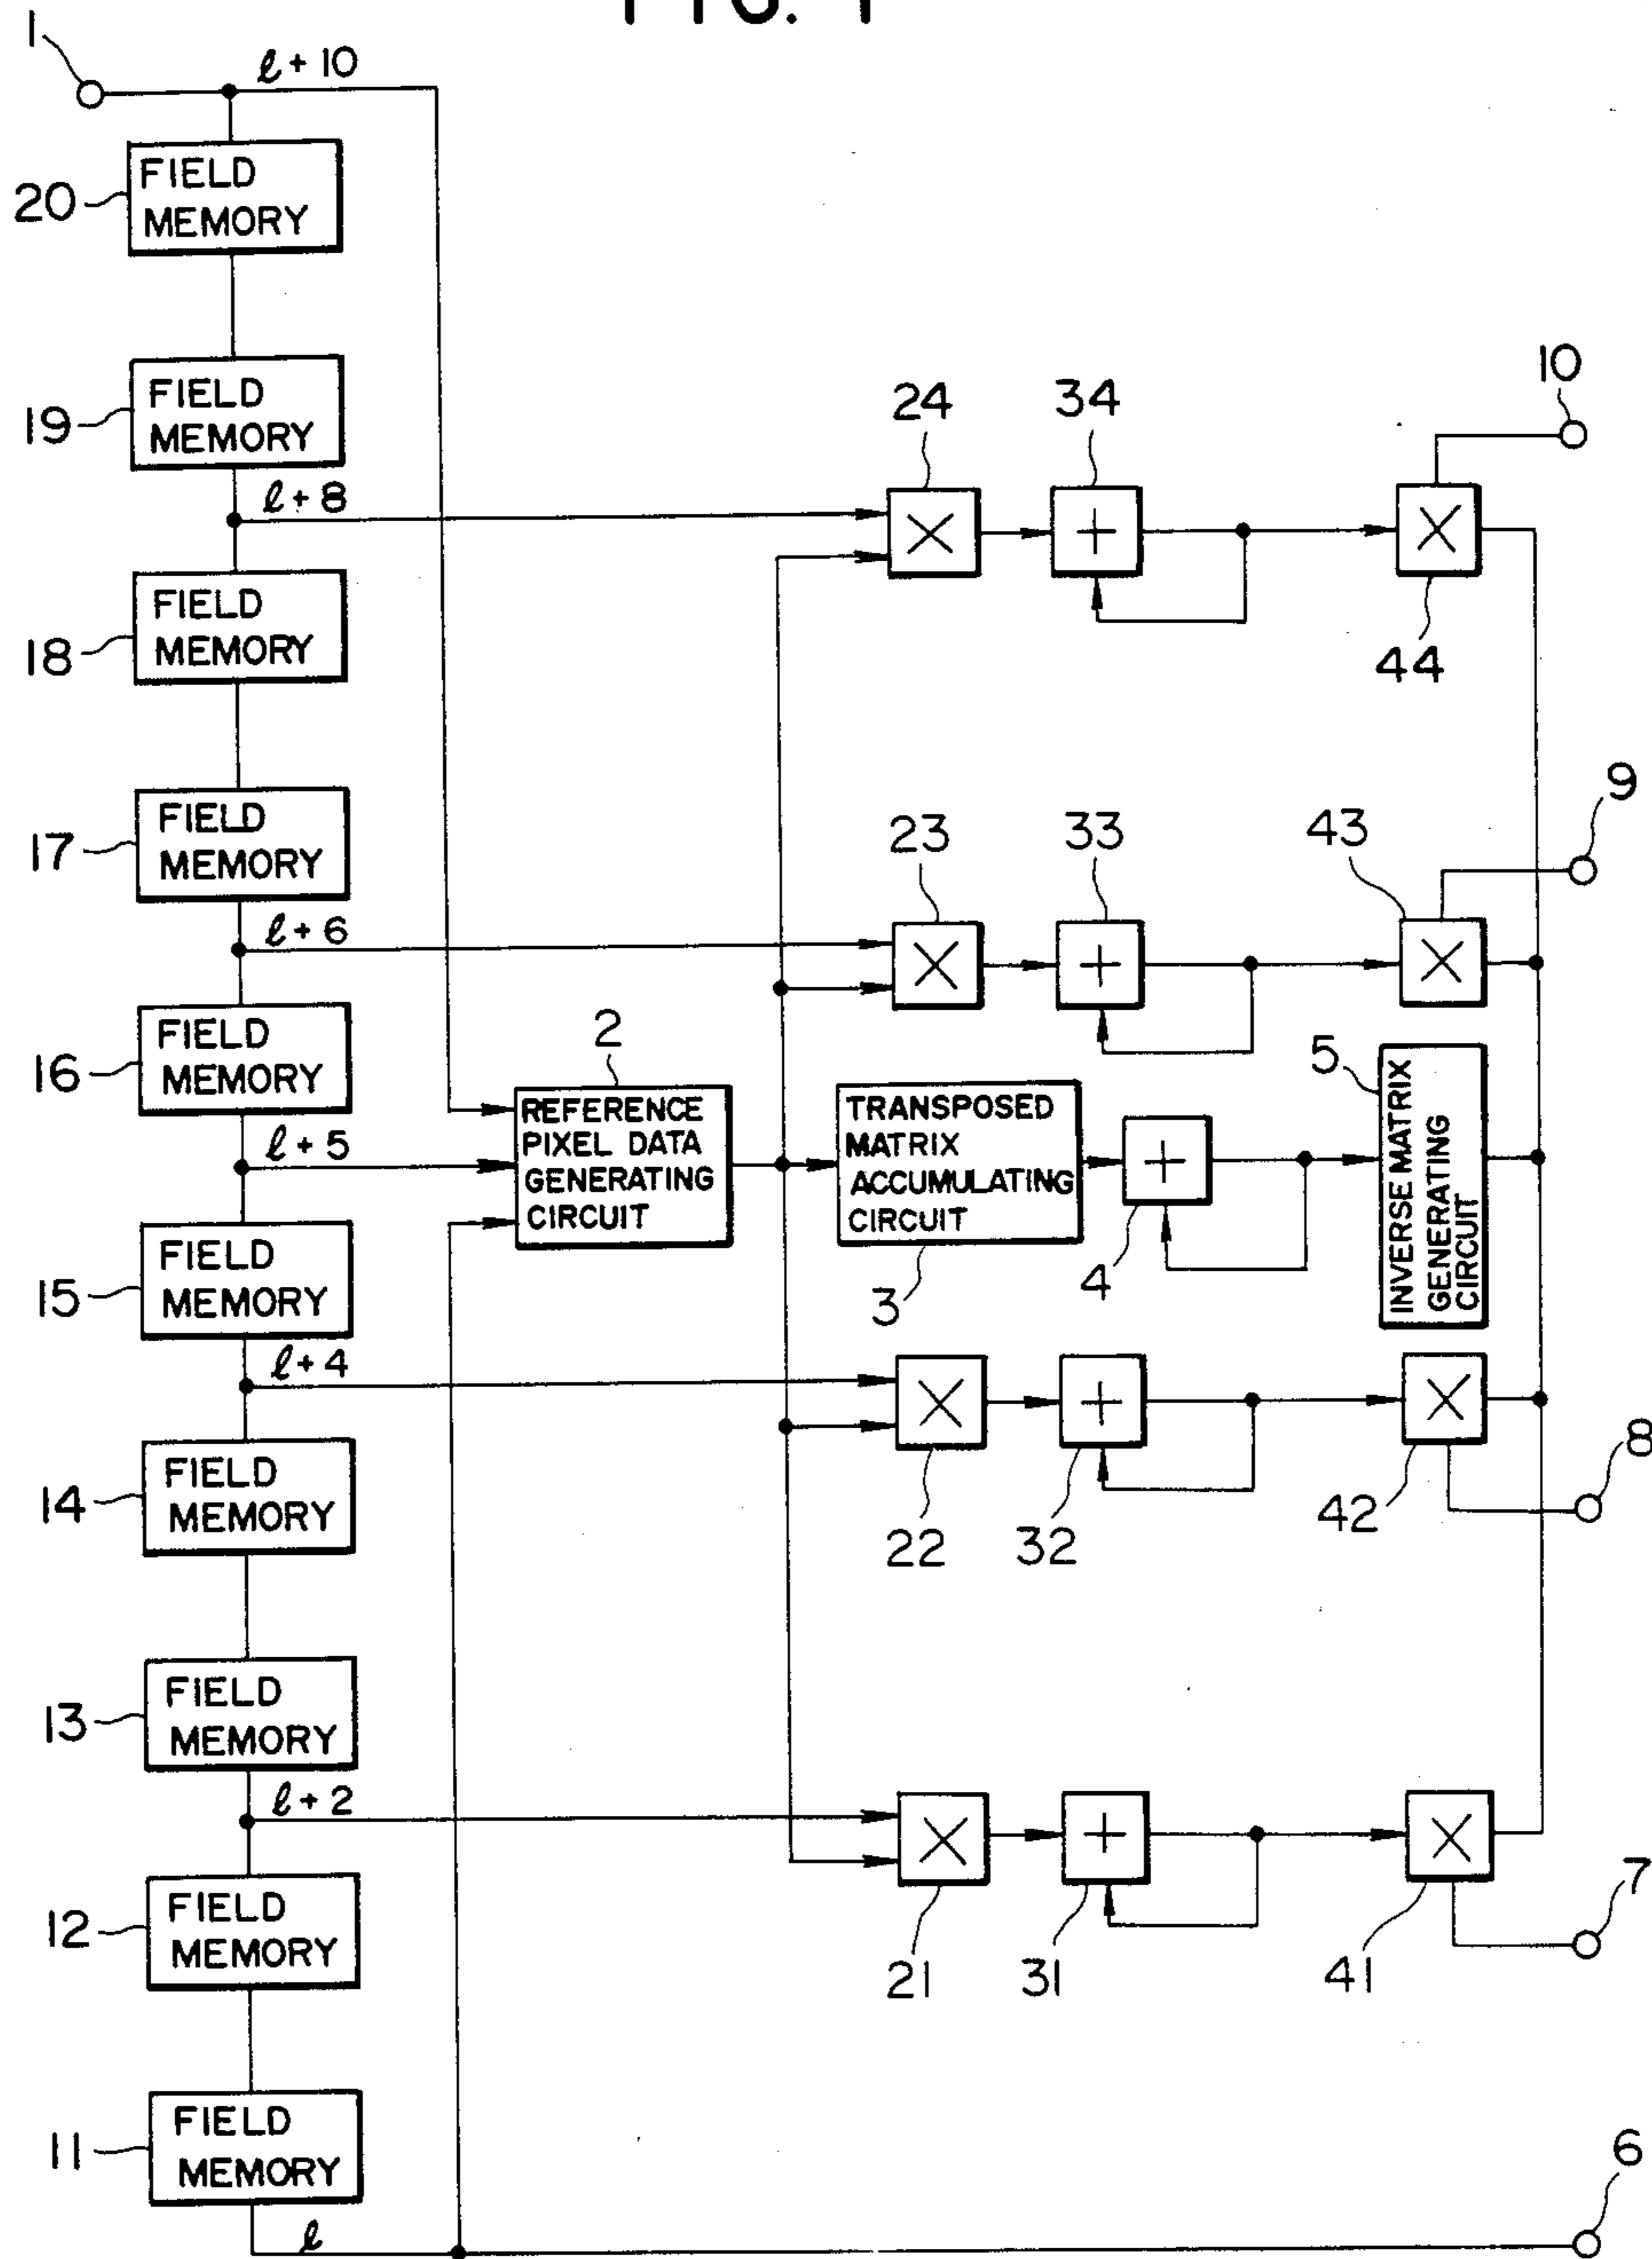 1
ℓ + 10
FIELD
MEMORY
20
FIELD
MEMORY
19
ℓ + 8
24
34
10
×
+
×
44
FIELD
MEMORY
18
FIELD
MEMORY
17
ℓ + 6
23
33
43
9
×
+
×
FIELD
MEMORY
16
ℓ + 5
2
REFERENCE
PIXEL DATA
GENERATING
CIRCUIT
TRANSPOSED
MATRIX
ACCUMULATING
CIRCUIT
3
+
4
5
INVERSE MATRIX
GENERATING
CIRCUIT
FIELD
MEMORY
15
ℓ + 4
×
+
×
22
32
42
8
FIELD
MEMORY
14
FIELD
MEMORY
13
ℓ + 2
×
+
×
21
31
41
7
FIELD
MEMORY
12
FIELD
MEMORY
11
ℓ
6